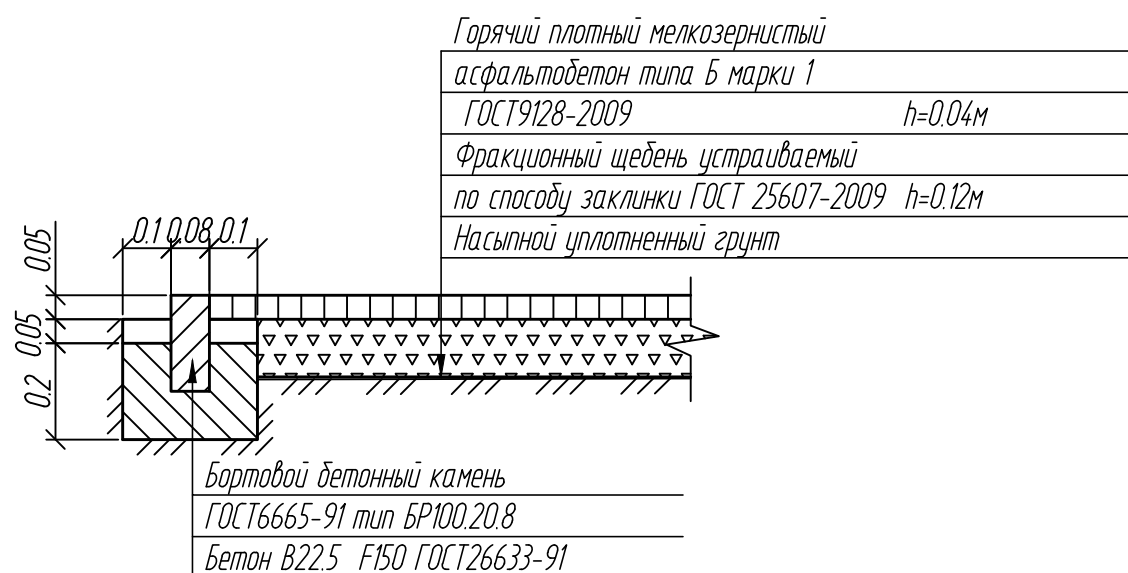 Горячий плотный мелкозернистый
асфальтобетон типа Б марки 1
ГОСТ9128-2009 h=0.04м
Фракционный щебень устраиваемый
по способу заклинки ГОСТ 25607-2009 h=0.12м
Насыпной уплотненный грунт
0.1 0.08 0.1
0.05
0.05
0.2
Бортовой бетонный камень
ГОСТ6665-91 тип БР100.20.8
Бетон В22.5 F150 ГОСТ26633-91